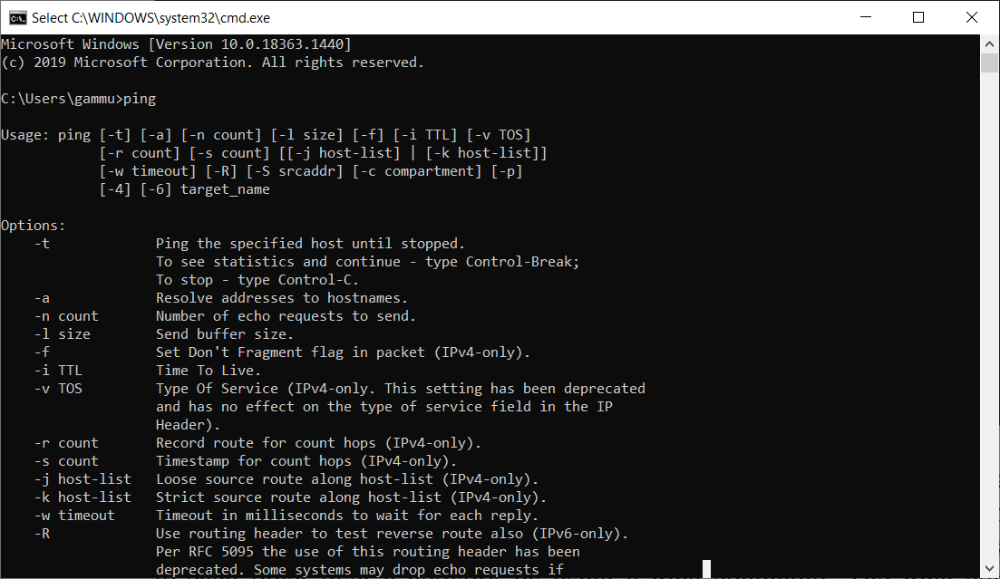 Select C:\WINDOWS\system32\cmd.exe
Microsoft Windows [Version 10.0.18363.1440]
(c) 2019 Microsoft Corporation. All rights reserved.
C:\Users\gammu>ping
Usage: ping [-t] [-a] [-n count] [-l size] [-f] [-i TTL] [-v TOS]
            [-r count] [-s count] [[-j host-list] | [-k host-list]]
            [-w timeout] [-R] [-S srcaddr] [-c compartment] [-p]
            [-4] [-6] target_name
Options:
    -t             Ping the specified host until stopped.
                   To see statistics and continue - type Control-Break;
                   To stop - type Control-C.
    -a             Resolve addresses to hostnames.
    -n count       Number of echo requests to send.
    -l size        Send buffer size.
    -f             Set Don't Fragment flag in packet (IPv4-only).
    -i TTL         Time To Live.
    -v TOS         Type Of Service (IPv4-only. This setting has been deprecated
                   and has no effect on the type of service field in the IP
                   Header).
    -r count       Record route for count hops (IPv4-only).
    -s count       Timestamp for count hops (IPv4-only).
    -j host-list   Loose source route along host-list (IPv4-only).
    -k host-list   Strict source route along host-list (IPv4-only).
    -w timeout     Timeout in milliseconds to wait for each reply.
    -R             Use routing header to test reverse route also (IPv6-only).
                   Per RFC 5095 the use of this routing header has been
                   deprecated. Some systems may drop echo requests if